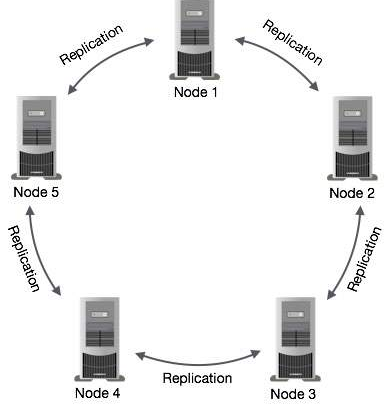 Replication
Replication
Node 1
Node 5
Node 2
Replication
Replication
Node 4
Replication
Node 3